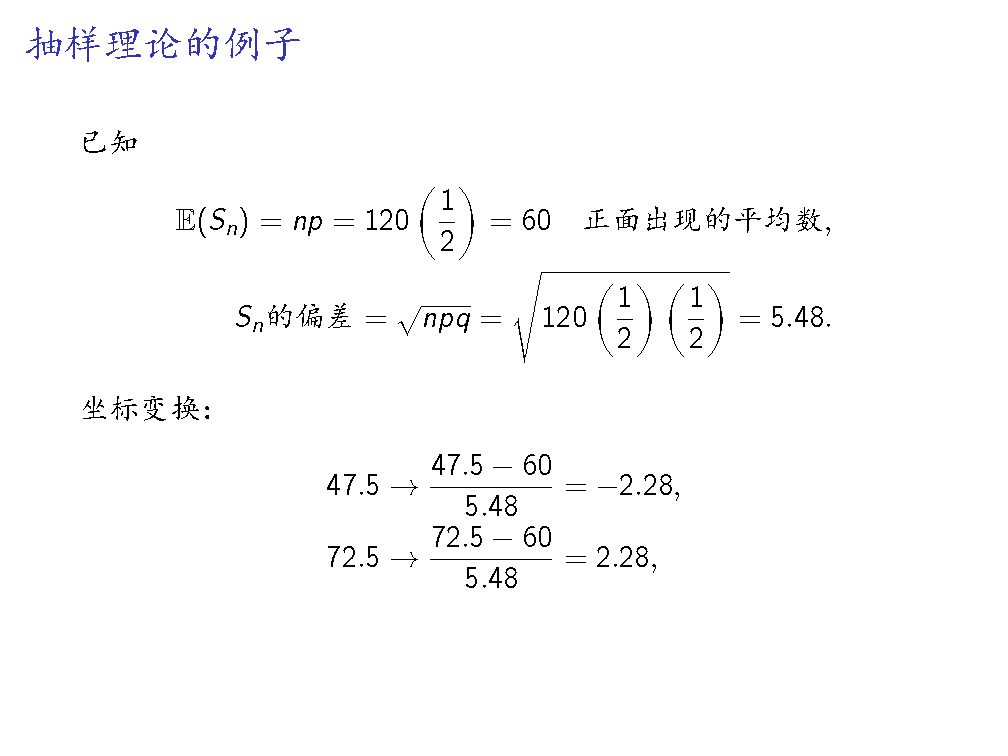 抽样理论的例子
已知
𝔼(Sₙ) = np = 120 (1/2) = 60 正面出现的平均数,
Sₙ的偏差 = √npq = √(120 (1/2) (1/2)) = 5.48.
坐标变换:
47.5 → (47.5 − 60)/5.48 = −2.28,
72.5 → (72.5 − 60)/5.48 = 2.28,